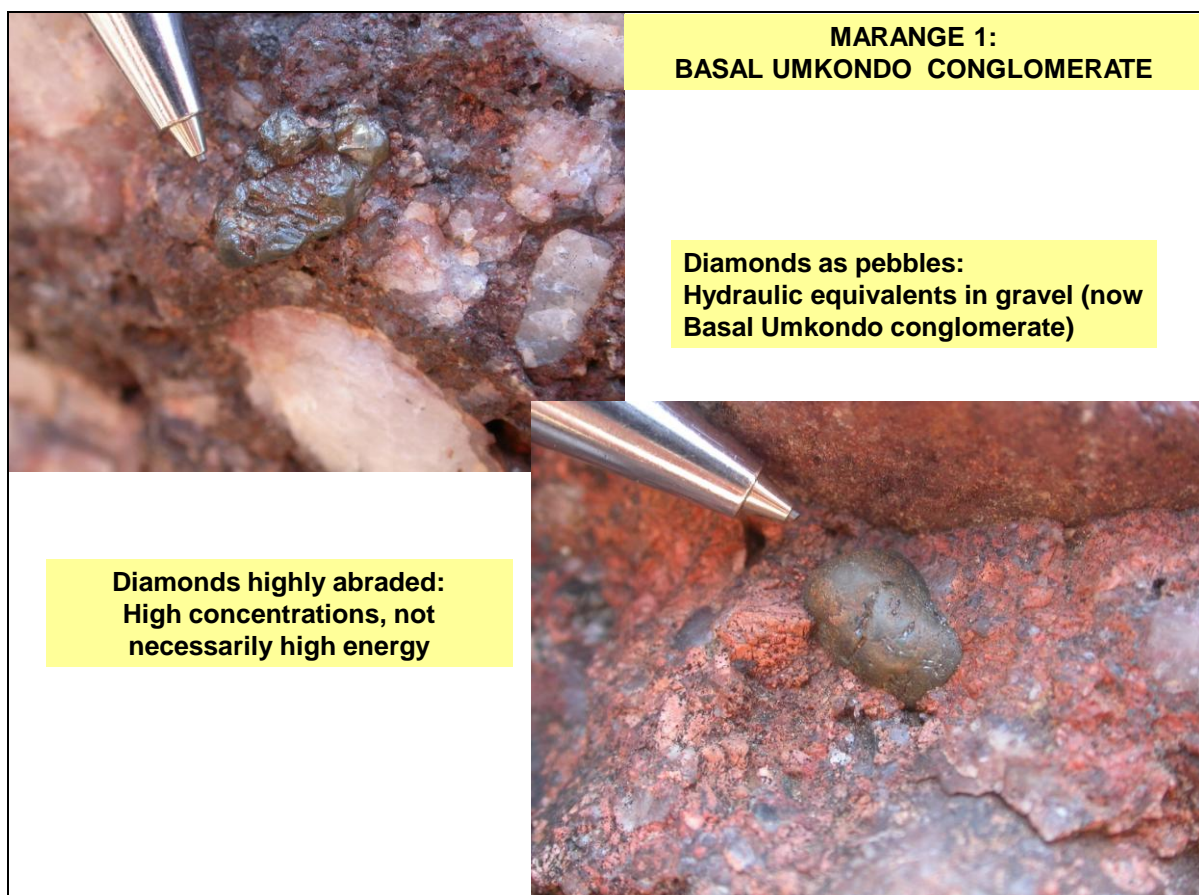 MARANGE 1:
BASAL UMKONDO CONGLOMERATE
Diamonds as pebbles:
Hydraulic equivalents in gravel (now
Basal Umkondo conglomerate)
Diamonds highly abraded:
High concentrations, not
necessarily high energy